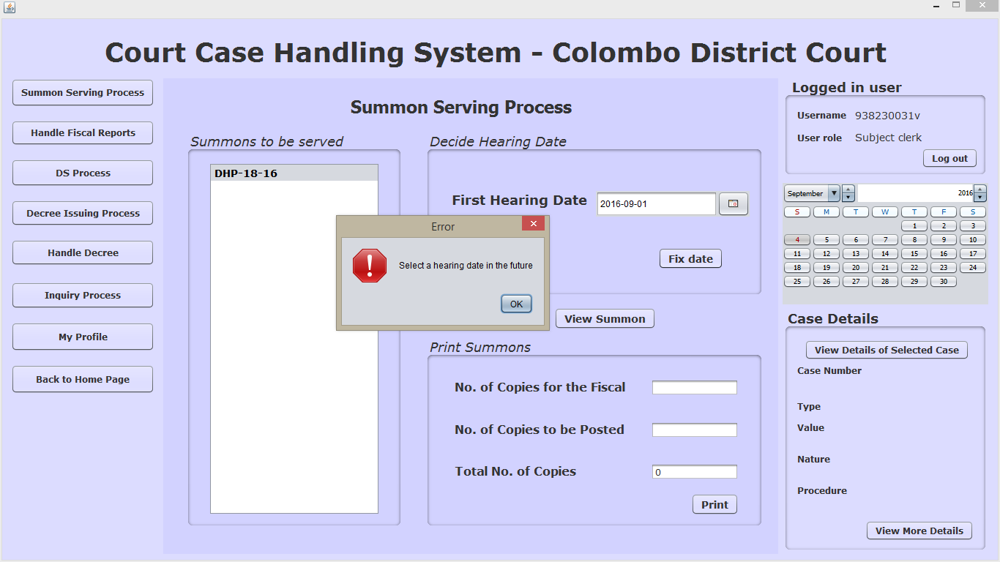 Court Case Handling System - Colombo District Court
Summon Serving Process
Handle Fiscal Reports
DS Process
Decree Issuing Process
Handle Decree
Inquiry Process
My Profile
Back to Home Page
Summon Serving Process
Summons to be served
DHP-18-16
Decide Hearing Date
First Hearing Date 2016-09-01
Fix date
Error
Select a hearing date in the future
OK
View Summon
Print Summons
No. of Copies for the Fiscal
No. of Copies to be Posted
Total No. of Copies 0
Print
Logged in user
Username 938230031v
User role Subject clerk
Log out
September 2016
S M T W T F S
1 2 3
4 5 6 7 8 9 10
11 12 13 14 15 16 17
18 19 20 21 22 23 24
25 26 27 28 29 30
Case Details
View Details of Selected Case
Case Number
Type
Value
Nature
Procedure
View More Details